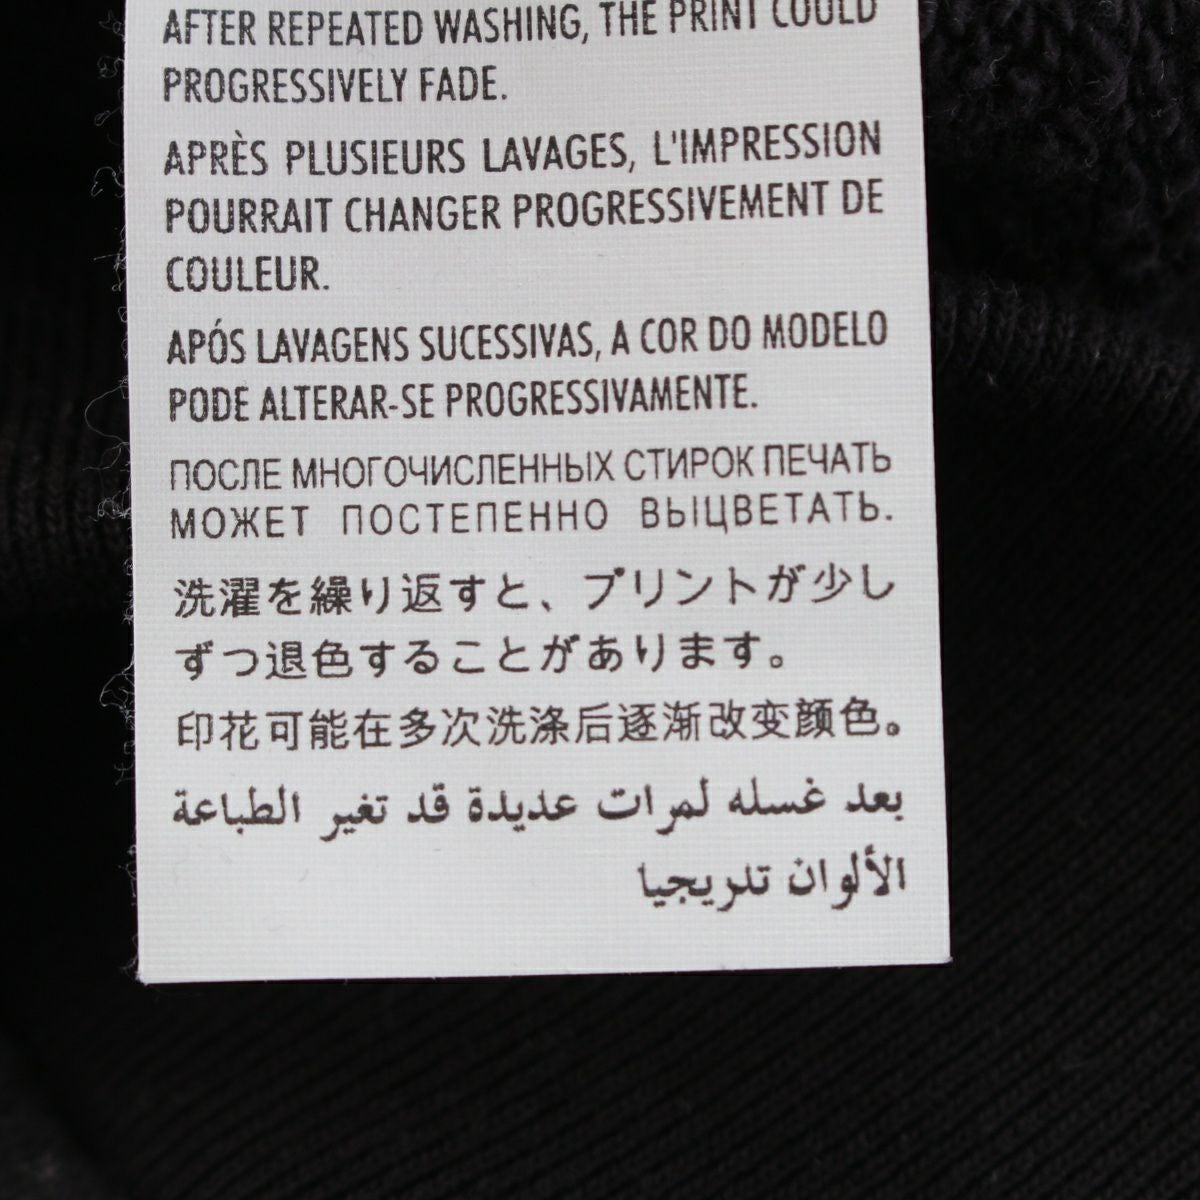 AFTER REPEATED WASHING, THE PRINT COULD
PROGRESSIVELY FADE.
APRÈS PLUSIEURS LAVAGES, L'IMPRESSION
POURRAIT CHANGER PROGRESSIVEMENT DE
COULEUR.
APÓS LAVAGENS SUCESSIVAS, A COR DO MODELO
PODE ALTERAR-SE PROGRESSIVAMENTE.
ПОСЛЕ МНОГОЧИСЛЕННЫХ СТИРОК ПЕЧАТЬ
МОЖЕТ ПОСТЕПЕННО ВЫЦВЕТАТЬ.
洗濯を繰り返すと、プリントが少し
ずつ退色することがあります。
印花可能在多次洗涤后逐渐改变颜色。
بعد غسله لمرات عديدة قد تغير الطباعة
الألوان تدريجيا